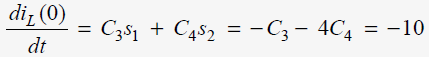 di_L(0)/dt = C_3s_1 + C_4s_2 = −C_3 − 4C_4 = −10